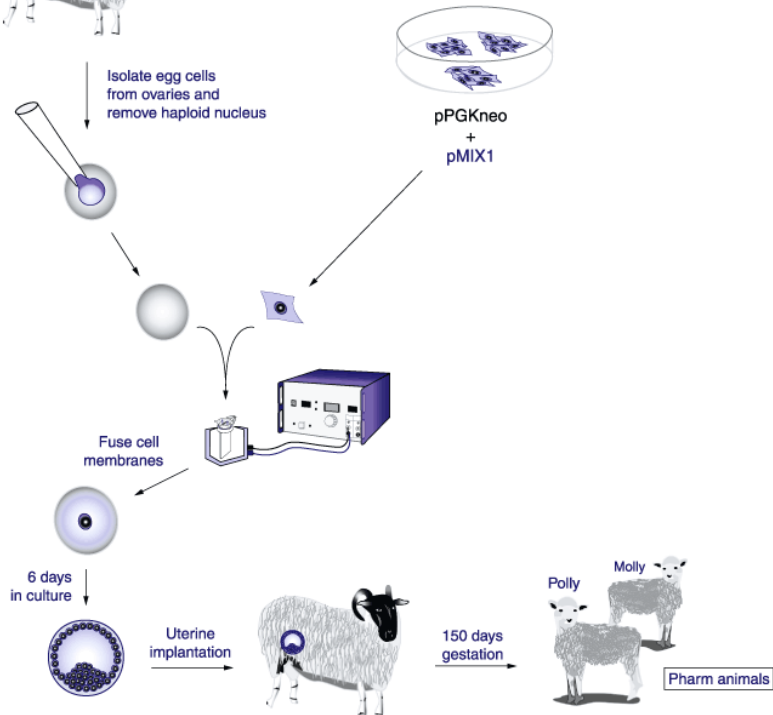 Isolate egg cells
from ovaries and
remove haploid nucleus
pPGKneo
+
pMIX1
Fuse cell
membranes
6 days
in culture
Uterine
implantation
150 days
gestation
Polly
Molly
Pharm animals